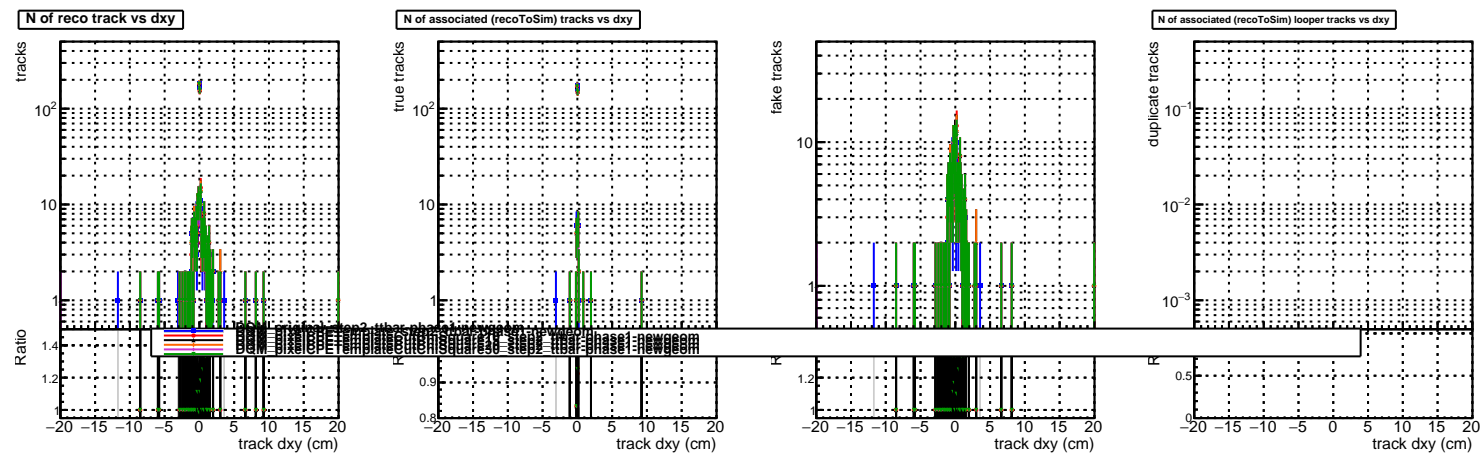 N of reco track vs dxy
N of associated (recoToSim) tracks vs dxy
N of associated (recoToSim) looper tracks vs dxy
tracks
10²
10
1
Ratio
1.4
1.2
1
−20 −15 −10 −5 0 5 10 15 20
track dxy (cm)
true tracks
10²
10
1
0.9
0.8
−20 −15 −10 −5 0 5 10 15 20
track dxy (cm)
fake tracks
10
1
1.2
1
−20 −15 −10 −5 0 5 10 15 20
track dxy (cm)
duplicate tracks
10⁻¹
10⁻²
10⁻³
0.5
0
−20 −15 −10 −5 0 5 10 15 20
track dxy (cm)